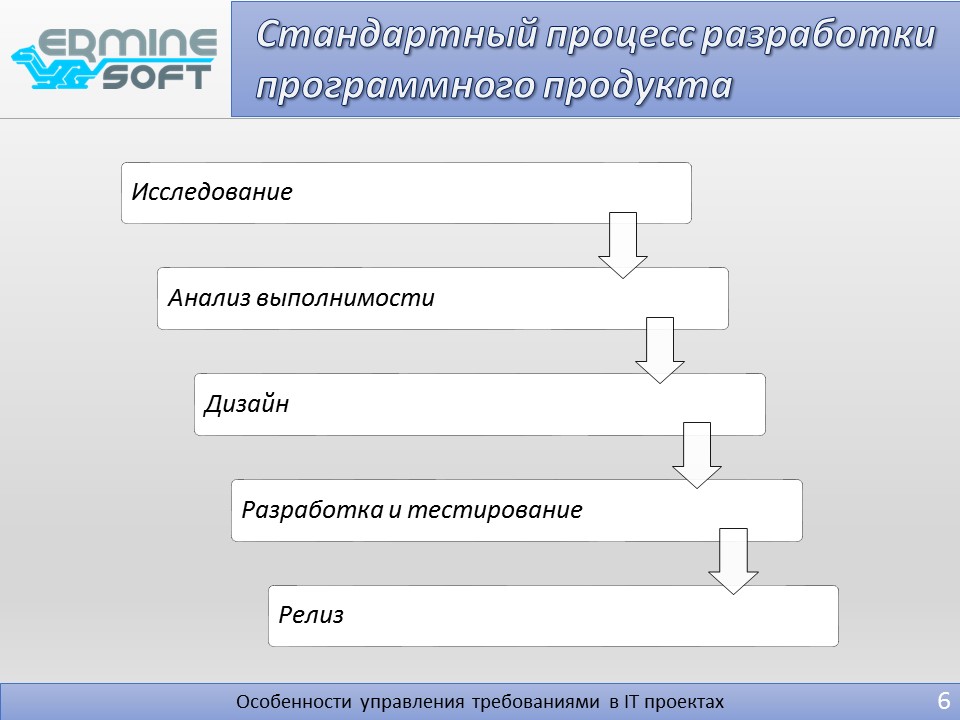 ERMINE
SOFT
Стандартный процесс разработки
программного продукта
Исследование
Анализ выполнимости
Дизайн
Разработка и тестирование
Релиз
Особенности управления требованиями в IT проектах
6